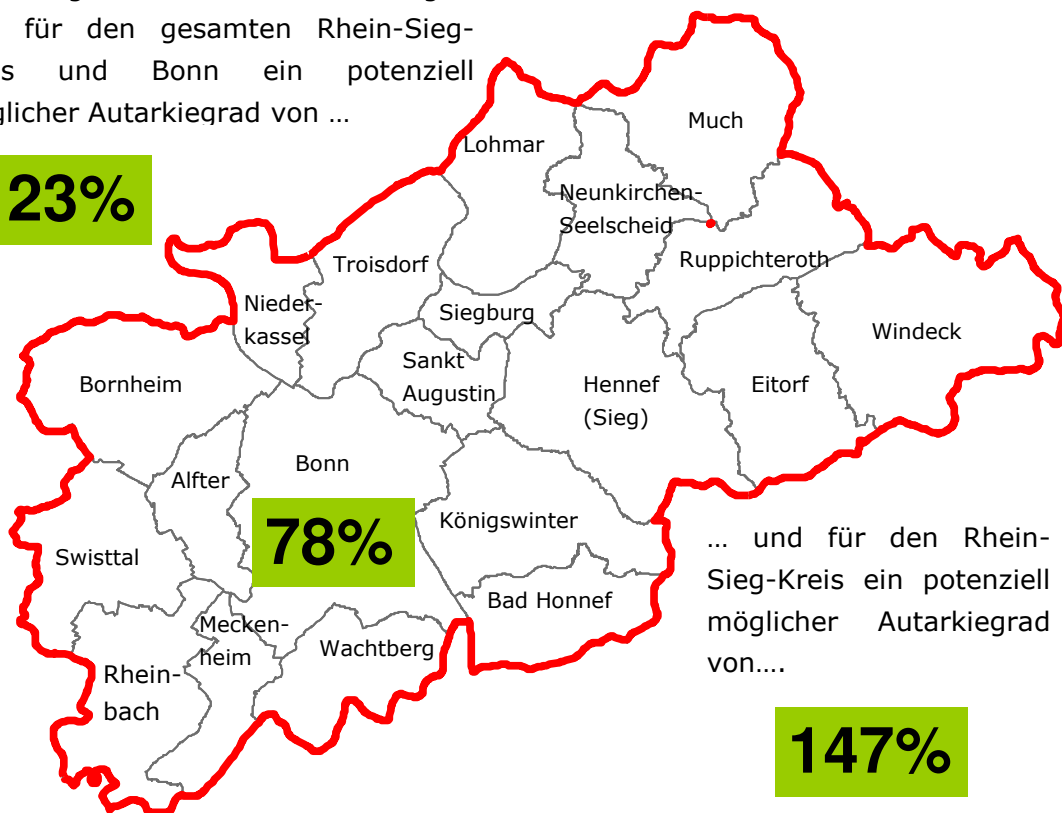 für den gesamten Rhein-Sieg-
und Bonn ein potenziell
glicher Autarkiegrad von …
23%
Much
Lohmar
Neunkirchen-
Seelscheid
Ruppichteroth
Troisdorf
Nieder-
kassel
Siegburg
Windeck
Sankt
Augustin
Bornheim
Hennef
(Sieg)
Eitorf
Bonn
Alfter
78%
Königswinter
Swisttal
Bad Honnef
Mecken-
heim
Wachtberg
Rhein-
bach
… und für den Rhein-
Sieg-Kreis ein potenziell
möglicher Autarkiegrad
von….
147%